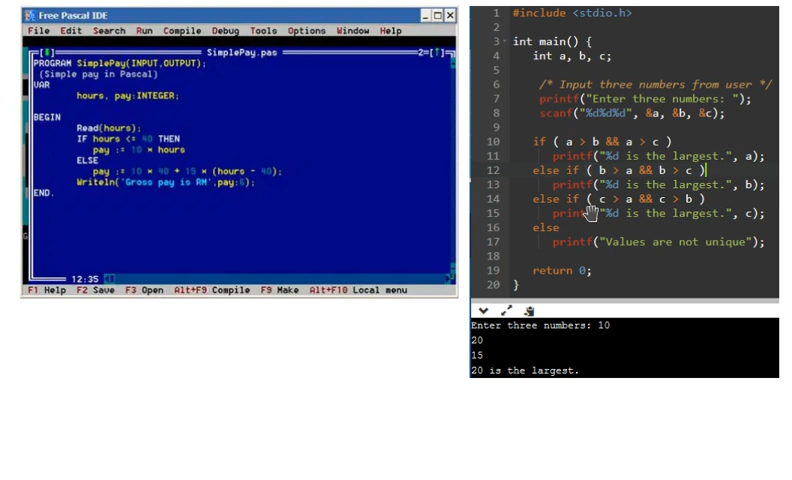 Free Pascal IDE
File Edit Search Run Compile Debug Tools Options Window Help
SimplePay.pas 2=[↑]
PROGRAM SimplePay(INPUT,OUTPUT);
(Simple pay in Pascal)
VAR
hours, pay:INTEGER;
BEGIN
Read(hours);
IF hours <= 40 THEN
pay := 10 * hours
ELSE
pay := 10 * 40 + 15 * (hours - 40);
Writeln('Gross pay is RM',pay:6);
END.
12:35
F1 Help F2 Save F3 Open Alt+F9 Compile F9 Make Alt+F10 Local menu
1 #include <stdio.h>
2
3 int main() {
4 int a, b, c;
5
6 /* Input three numbers from user */
7 printf("Enter three numbers: ");
8 scanf("%d%d%d", &a, &b, &c);
9
10 if ( a > b && a > c )
11 printf("%d is the largest.", a);
12 else if ( b > a && b > c )
13 printf("%d is the largest.", b);
14 else if ( c > a && c > b )
15 printf("%d is the largest.", c);
16 else
17 printf("Values are not unique");
18
19 return 0;
20 }
Enter three numbers: 10
20
15
20 is the largest.